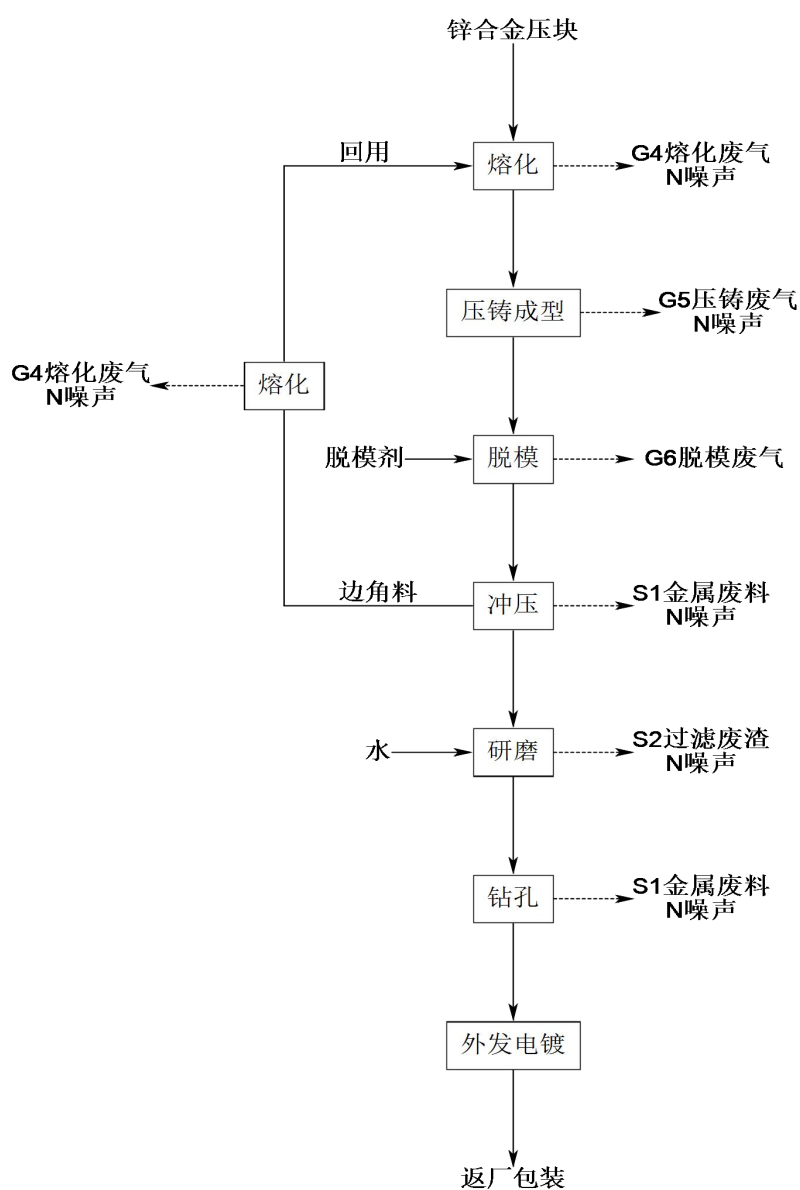 锌合金压块
回用
熔化
G4熔化废气
N噪声
压铸成型
G5压铸废气
N噪声
G4熔化废气
N噪声
熔化
脱模剂
脱模
G6脱模废气
边角料
冲压
S1金属废料
N噪声
水
研磨
S2过滤废渣
N噪声
钻孔
S1金属废料
N噪声
外发电镀
返厂包装